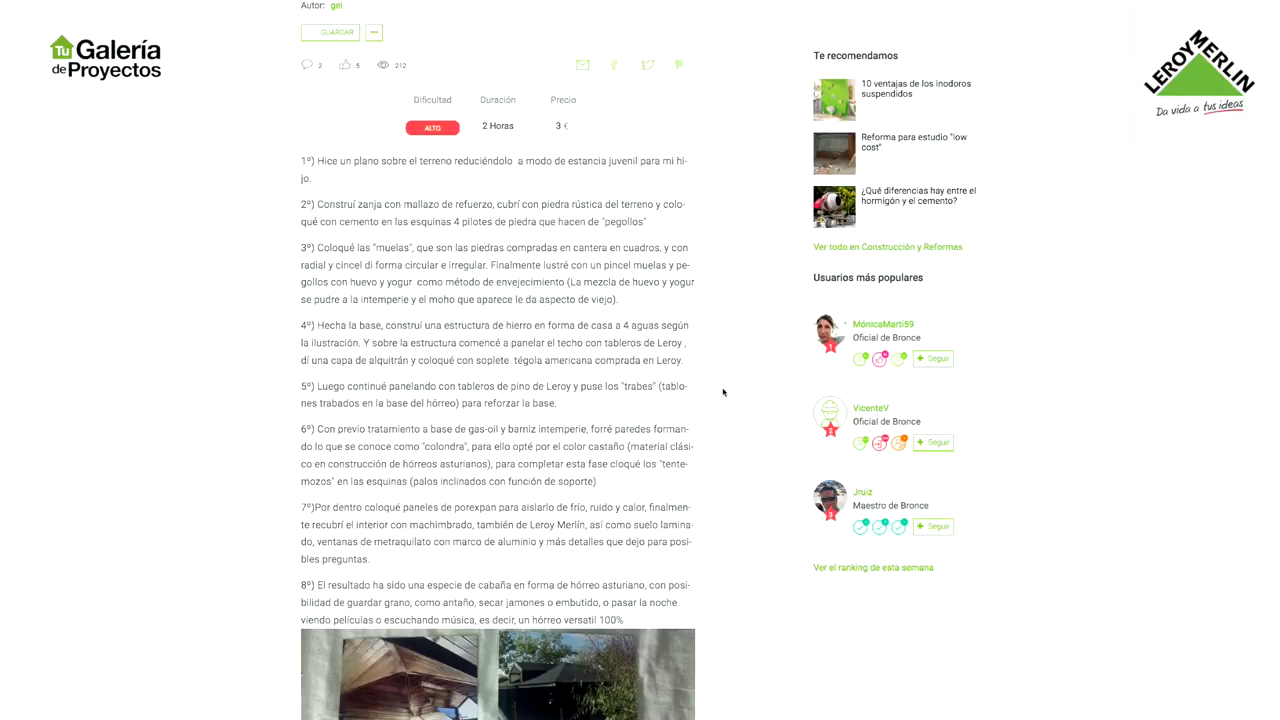 Tu Galería
de Proyectos
Autor: gei
GUARDAR
2
5
212
Dificultad
Duración
Precio
ALTO
2 Horas
3 €
1º) Hice un plano sobre el terreno reduciéndolo a modo de estancia juvenil para mi hi-
jo.
2º) Construí zanja con mallazo de refuerzo, cubrí con piedra rústica del terreno y colo-
qué con cemento en las esquinas 4 pilotes de piedra que hacen de "pegollos"
3º) Coloqué las "muelas", que son las piedras compradas en cantera en cuadros, y con
radial y cincel di forma circular e irregular. Finalmente lustré con un pincel muelas y pe-
gollos con huevo y yogur como método de envejecimiento (La mezcla de huevo y yogur
se pudre a la intemperie y el moho que aparece le da aspecto de viejo).
4º) Hecha la base, construí una estructura de hierro en forma de casa a 4 aguas según
la ilustración. Y sobre la estructura comencé a panelar el techo con tableros de Leroy ,
dí una capa de alquitrán y coloqué con soplete tégola americana comprada en Leroy.
5º) Luego continué panelando con tableros de pino de Leroy y puse los "trabes" (tablo-
nes trabados en la base del hórreo) para reforzar la base.
6º) Con previo tratamiento a base de gas-oil y barniz intemperie, forré paredes forman-
do lo que se conoce como "colondra", para ello opté por el color castaño (material clási-
co en construcción de hórreos asturianos), para completar esta fase cloqué los "tente-
mozos" en las esquinas (palos inclinados con función de soporte)
7º)Por dentro coloqué paneles de porexpan para aislarlo de frío, ruido y calor, finalmen-
te recubrí el interior con machimbrado, también de Leroy Merlín, así como suelo lamina-
do, ventanas de metraquilato con marco de aluminio y más detalles que dejo para posi-
bles preguntas.
8º) El resultado ha sido una especie de cabaña en forma de hórreo asturiano, con posi-
bilidad de guardar grano, como antaño, secar jamones o embutido, o pasar la noche
viendo películas o escuchando música, es decir, un hórreo versatil 100%
Te recomendamos
10 ventajas de los inodoros
suspendidos
Reforma para estudio "low
cost"
¿Qué diferencias hay entre el
hormigón y el cemento?
Ver todo en Construcción y Reformas
Usuarios más populares
1
MónicaMartí59
Oficial de Bronce
+ Seguir
2
VicenteV
Oficial de Bronce
+ Seguir
3
Jruiz
Maestro de Bronce
+ Seguir
Ver el ranking de esta semana
LEROY MERLIN
Da vida a tus ideas